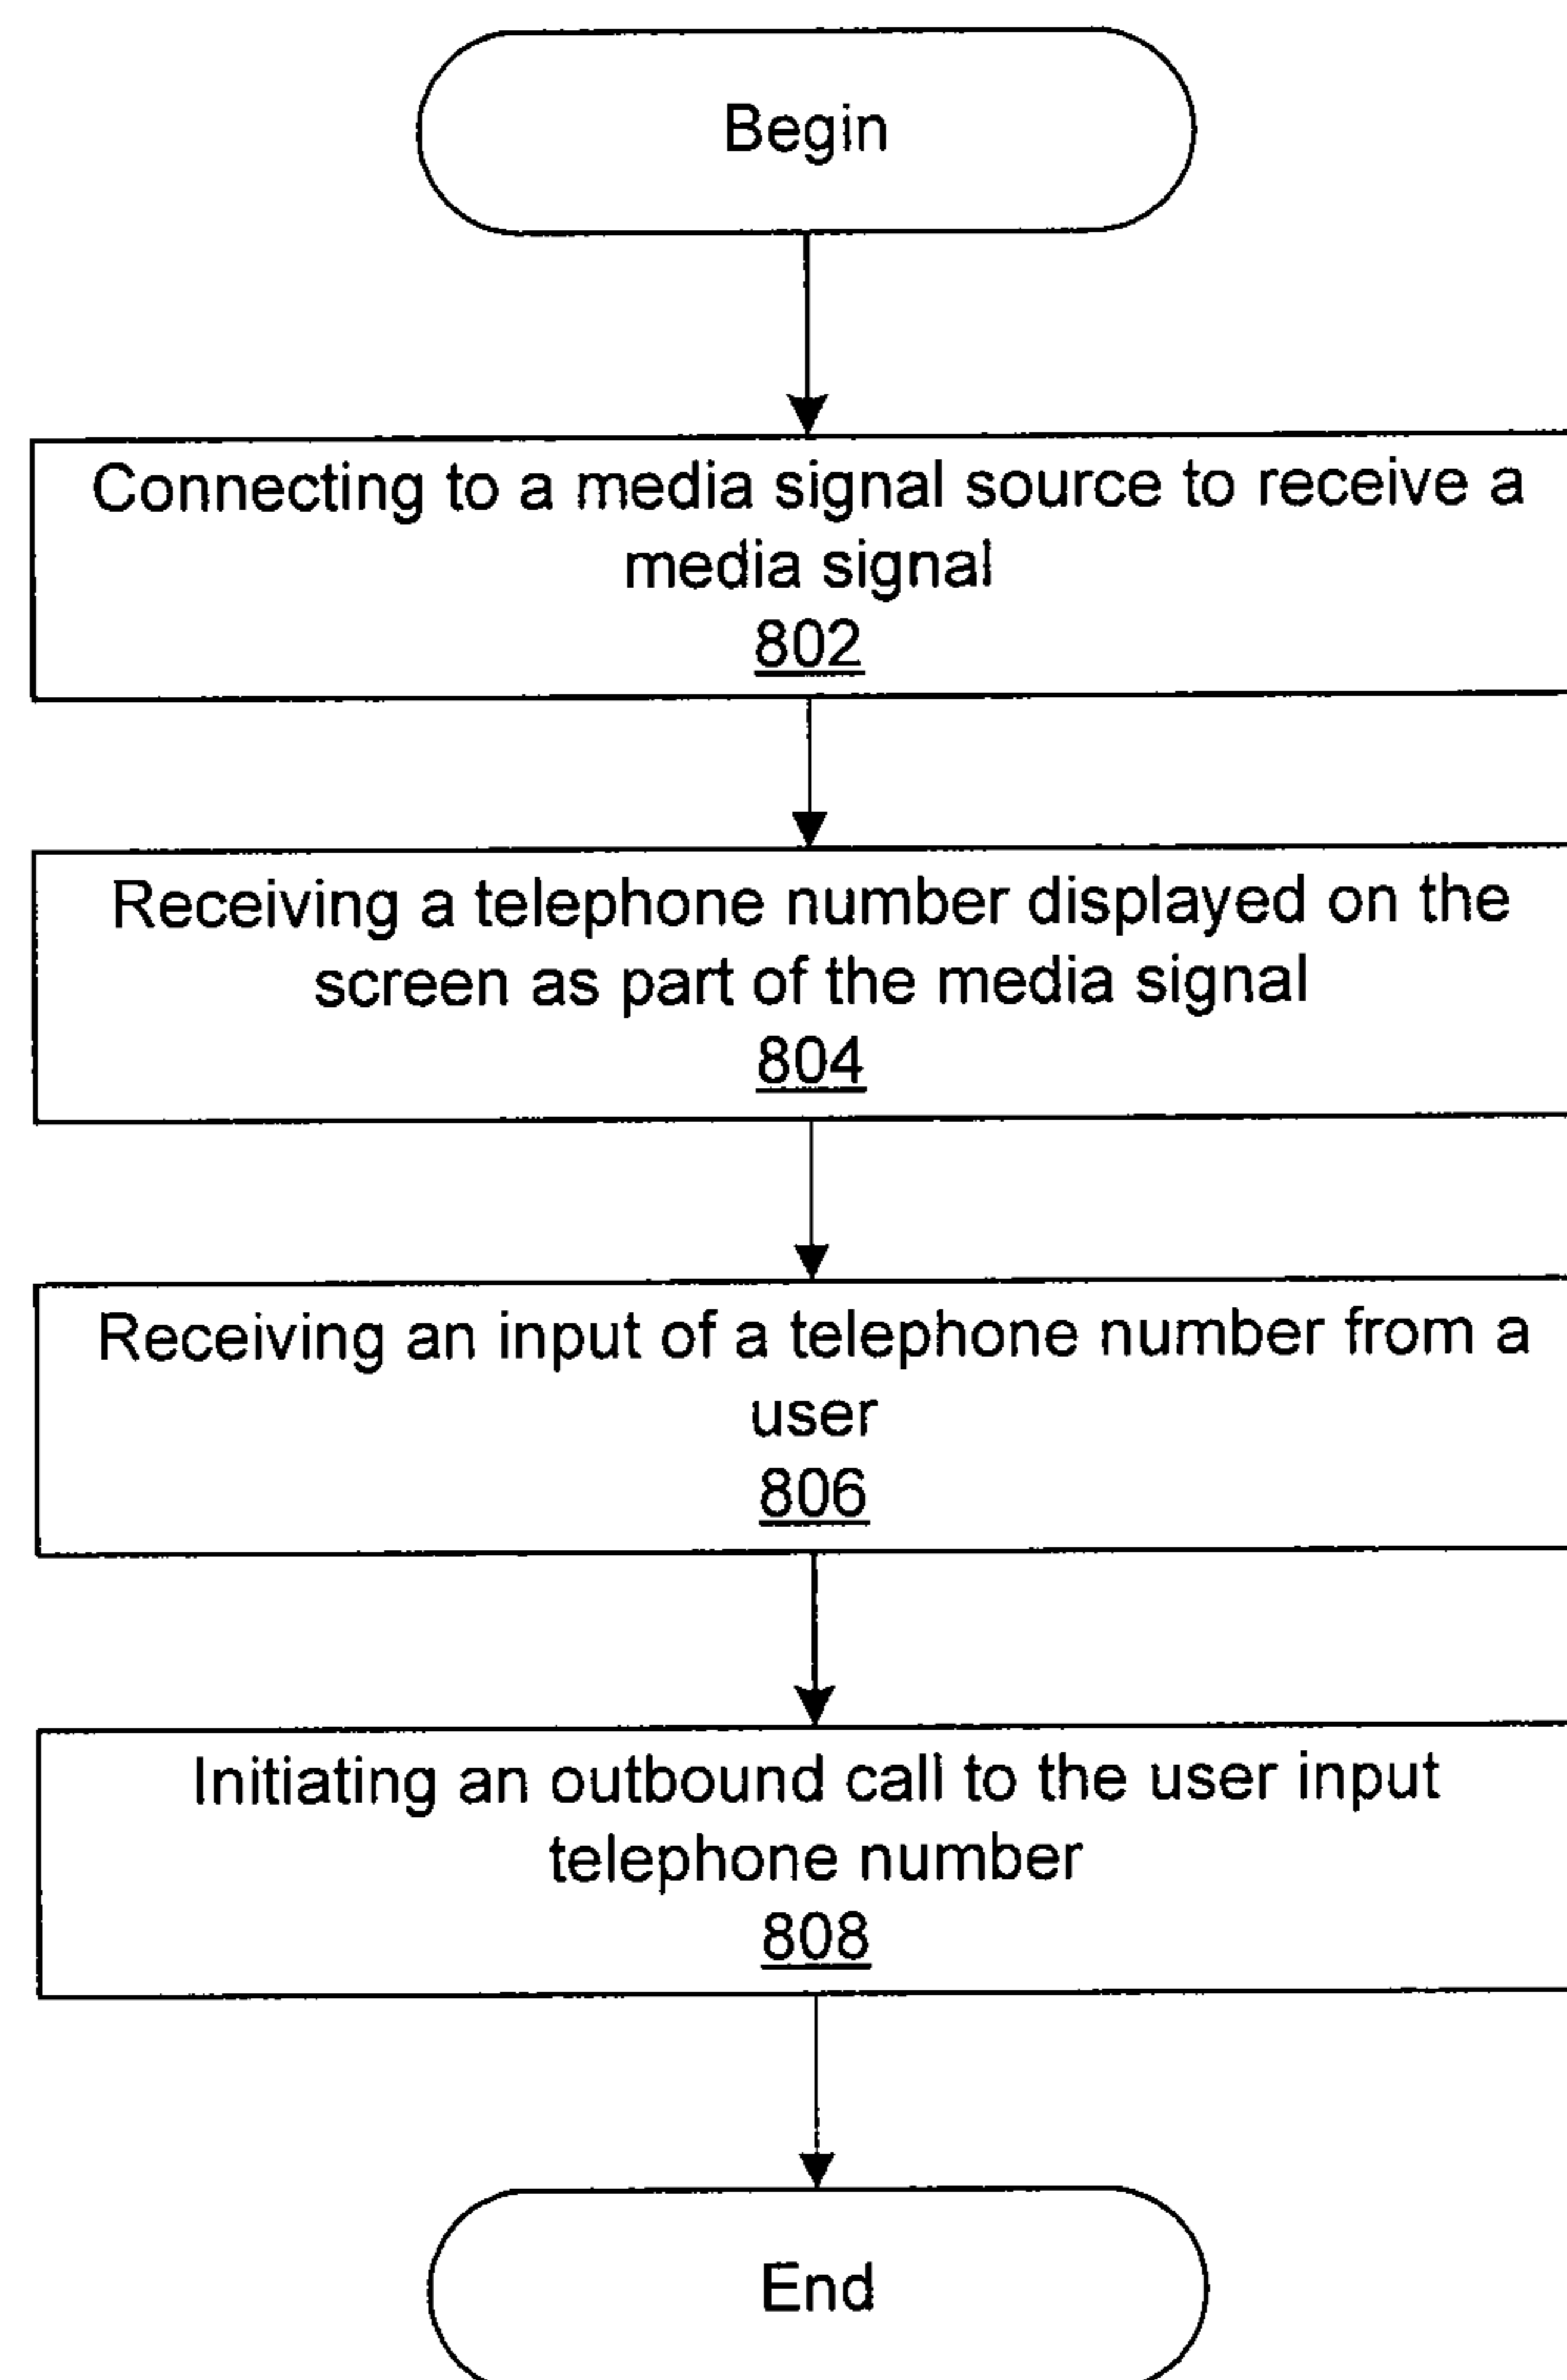 Begin
Connecting to a media signal source to receive a
media signal
802
Receiving a telephone number displayed on the
screen as part of the media signal
804
Receiving an input of a telephone number from a
user
806
Initiating an outbound call to the user input
telephone number
808
End